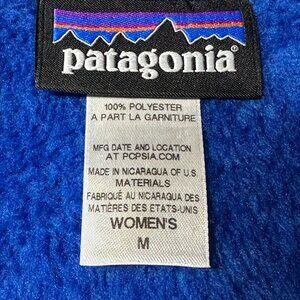 patagonia®
100% POLYESTER
A PART LA GARNITURE
MFG DATE AND LOCATION
AT PCPSIA.COM
MADE IN NICARAGUA OF U.S.
MATERIALS
FABRIQUÉ AU NICARAGUA DES
MATIÈRES DES ETATS-UNIS
WOMEN'S
M